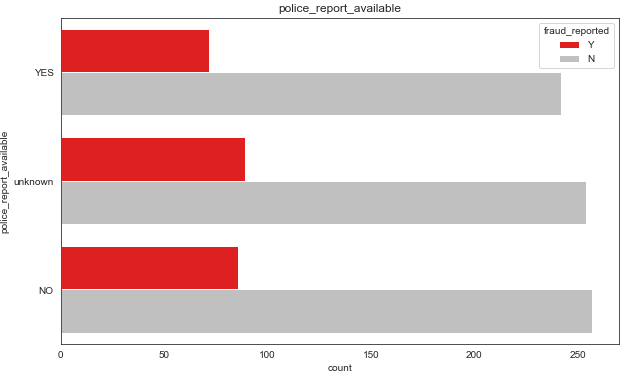 police_report_available
fraud_reported
Y
N
police_report_available
YES
unknown
NO
0 50 100 150 200 250
count